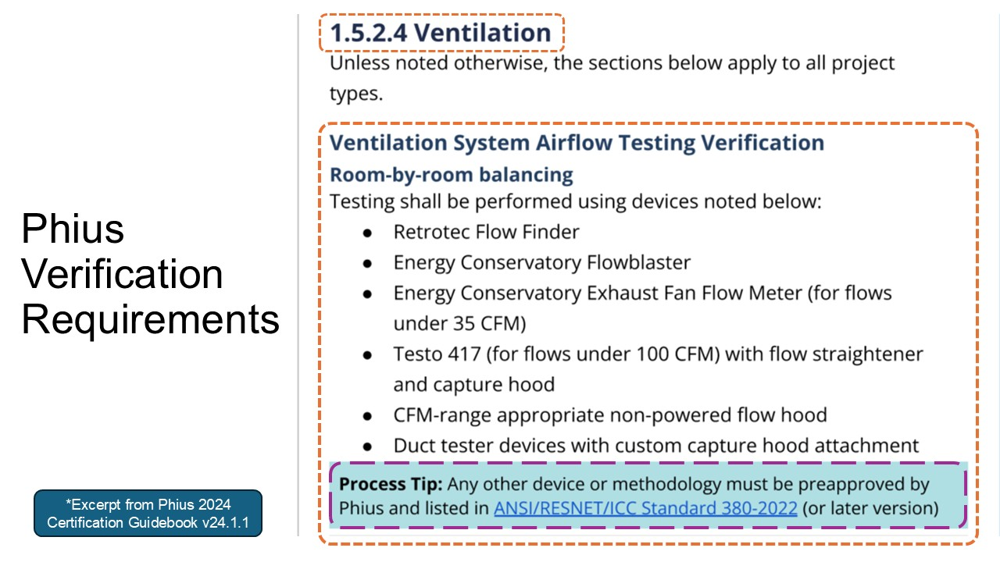 Phius
Verification
Requirements
*Excerpt from Phius 2024
Certification Guidebook v24.1.1
1.5.2.4 Ventilation
Unless noted otherwise, the sections below apply to all project
types.
Ventilation System Airflow Testing Verification
Room-by-room balancing
Testing shall be performed using devices noted below:
● Retrotec Flow Finder
● Energy Conservatory Flowblaster
● Energy Conservatory Exhaust Fan Flow Meter (for flows
under 35 CFM)
● Testo 417 (for flows under 100 CFM) with flow straightener
and capture hood
● CFM-range appropriate non-powered flow hood
● Duct tester devices with custom capture hood attachment
Process Tip: Any other device or methodology must be preapproved by
Phius and listed in ANSI/RESNET/ICC Standard 380-2022 (or later version)